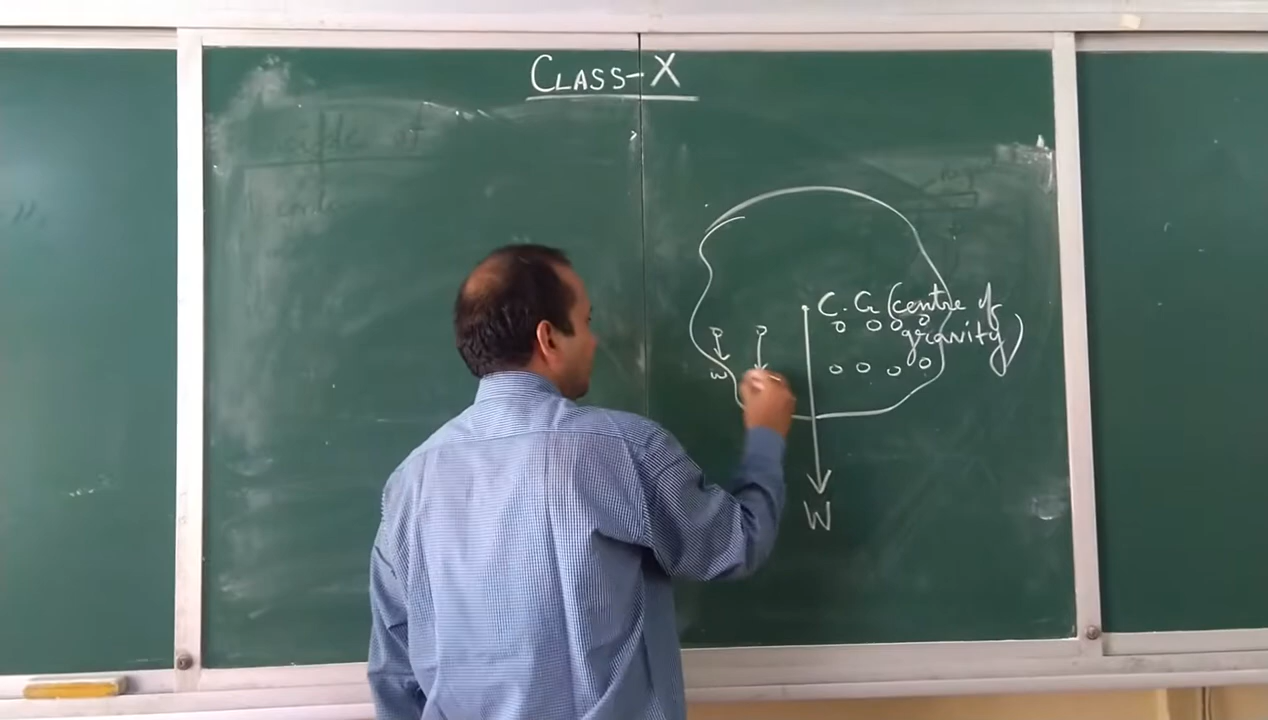 CLASS-X
C.G (centre of
gravity)
w
W